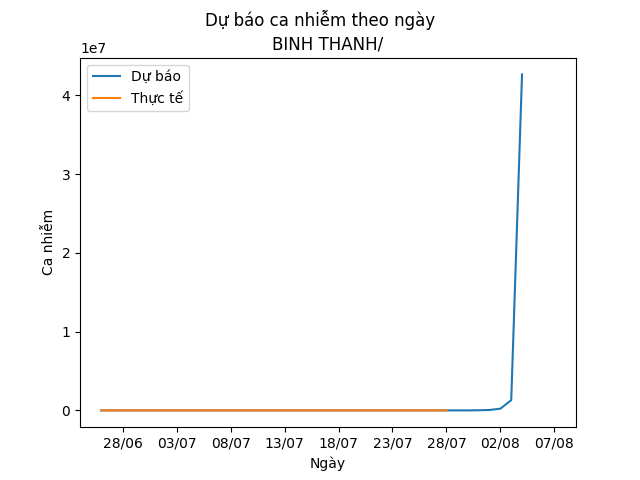 Dự báo ca nhiễm theo ngày
BINH THANH/
1e7
Dự báo
Thực tế
4
3
2
1
0
Ca nhiễm
28/06 03/07 08/07 13/07 18/07 23/07 28/07 02/08 07/08
Ngày